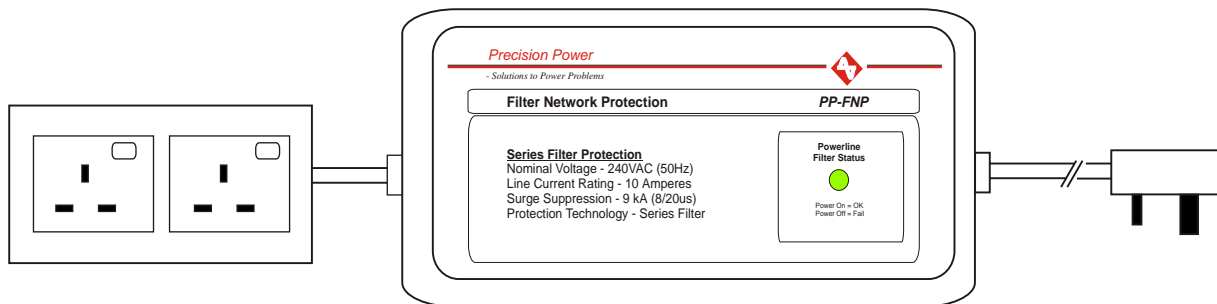 Precision Power
- Solutions to Power Problems
Filter Network Protection PP-FNP
Series Filter Protection
Nominal Voltage - 240VAC (50Hz)
Line Current Rating - 10 Amperes
Surge Suppression - 9 kA (8/20us)
Protection Technology - Series Filter
Powerline
Filter Status
Power On = OK
Power Off = Fail